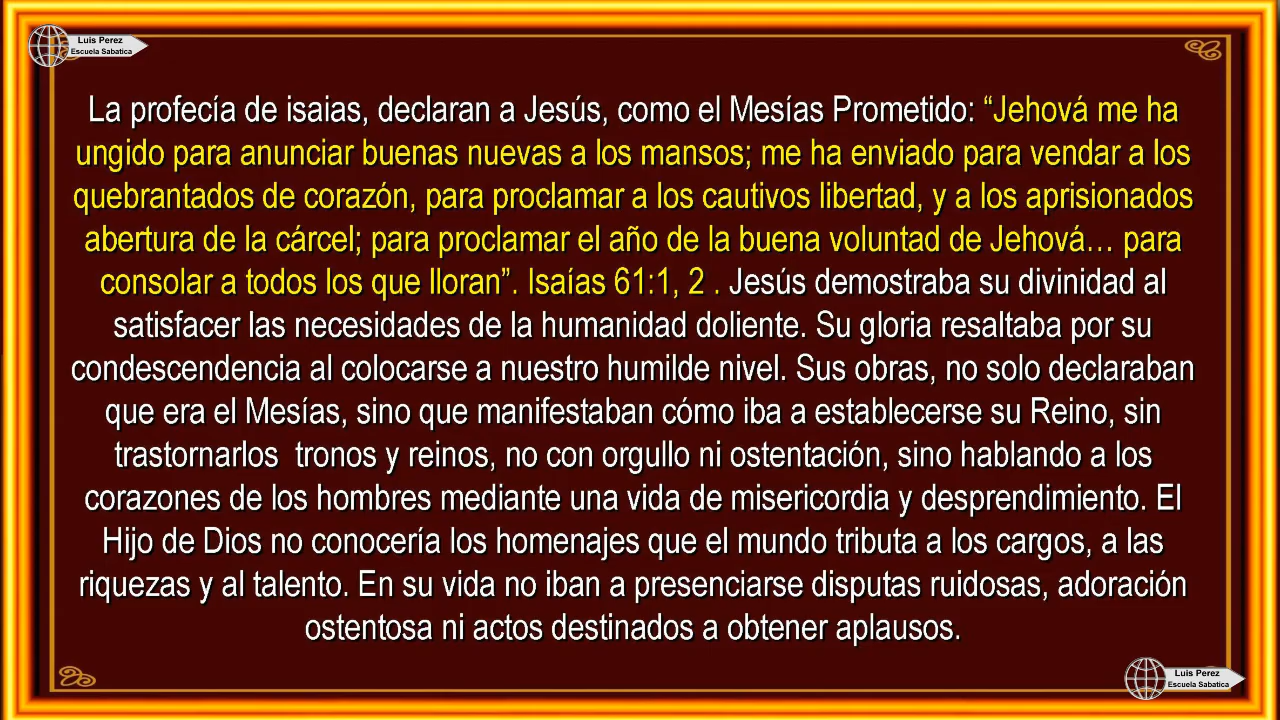 Luis Perez
Escuela Sabatica
La profecía de isaias, declaran a Jesús, como el Mesías Prometido: “Jehová me ha
ungido para anunciar buenas nuevas a los mansos; me ha enviado para vendar a los
quebrantados de corazón, para proclamar a los cautivos libertad, y a los aprisionados
abertura de la cárcel; para proclamar el año de la buena voluntad de Jehová… para
consolar a todos los que lloran”. Isaías 61:1, 2 . Jesús demostraba su divinidad al
satisfacer las necesidades de la humanidad doliente. Su gloria resaltaba por su
condescendencia al colocarse a nuestro humilde nivel. Sus obras, no solo declaraban
que era el Mesías, sino que manifestaban cómo iba a establecerse su Reino, sin
trastornarlos  tronos y reinos, no con orgullo ni ostentación, sino hablando a los
corazones de los hombres mediante una vida de misericordia y desprendimiento. El
Hijo de Dios no conocería los homenajes que el mundo tributa a los cargos, a las
riquezas y al talento. En su vida no iban a presenciarse disputas ruidosas, adoración
ostentosa ni actos destinados a obtener aplausos.
Luis Perez
Escuela Sabatica